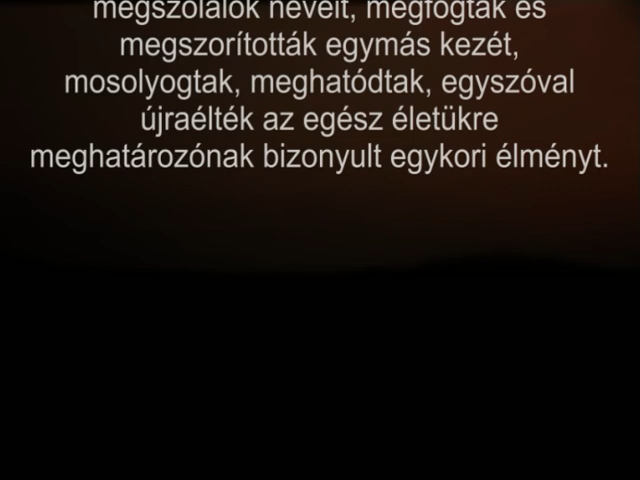 megszólalók neveit, megfogták és
megszorították egymás kezét,
mosolyogtak, meghatódtak, egyszóval
újraélték az egész életükre
meghatározónak bizonyult egykori élményt.